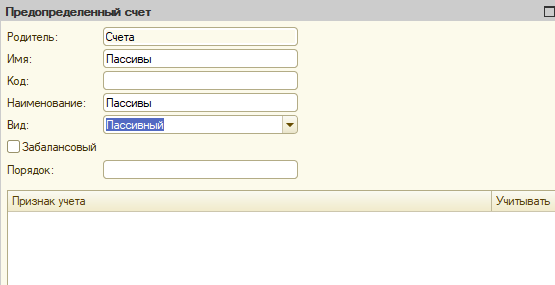 Предопределенный счет
Родитель: Счета
Имя: Пассивы
Код:
Наименование: Пассивы
Вид: Пассивный
Забалансовый
Порядок:
Признак учета Учитывать